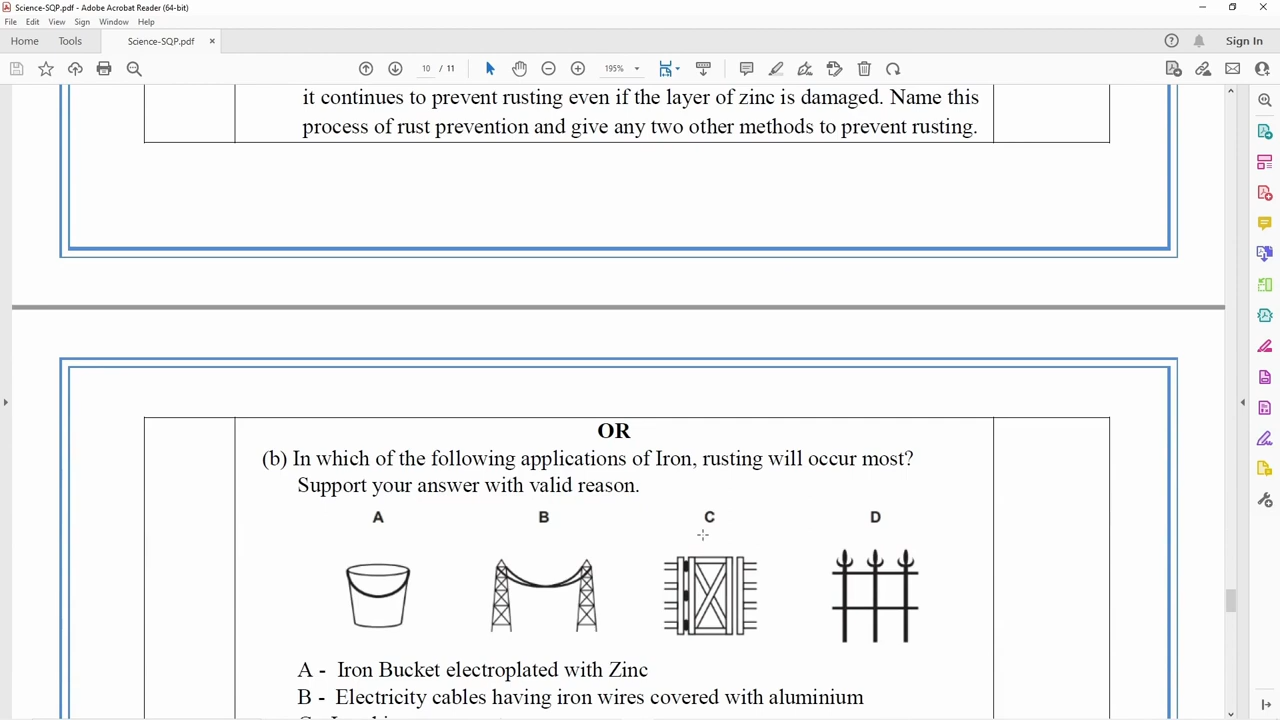 Science-SQP.pdf - Adobe Acrobat Reader (64-bit)
File Edit View Sign Window Help
Home Tools Science-SQP.pdf × Sign In
10 / 11 195%
it continues to prevent rusting even if the layer of zinc is damaged. Name this
process of rust prevention and give any two other methods to prevent rusting.
OR
(b) In which of the following applications of Iron, rusting will occur most?
Support your answer with valid reason.
A B C D
A - Iron Bucket electroplated with Zinc
B - Electricity cables having iron wires covered with aluminium